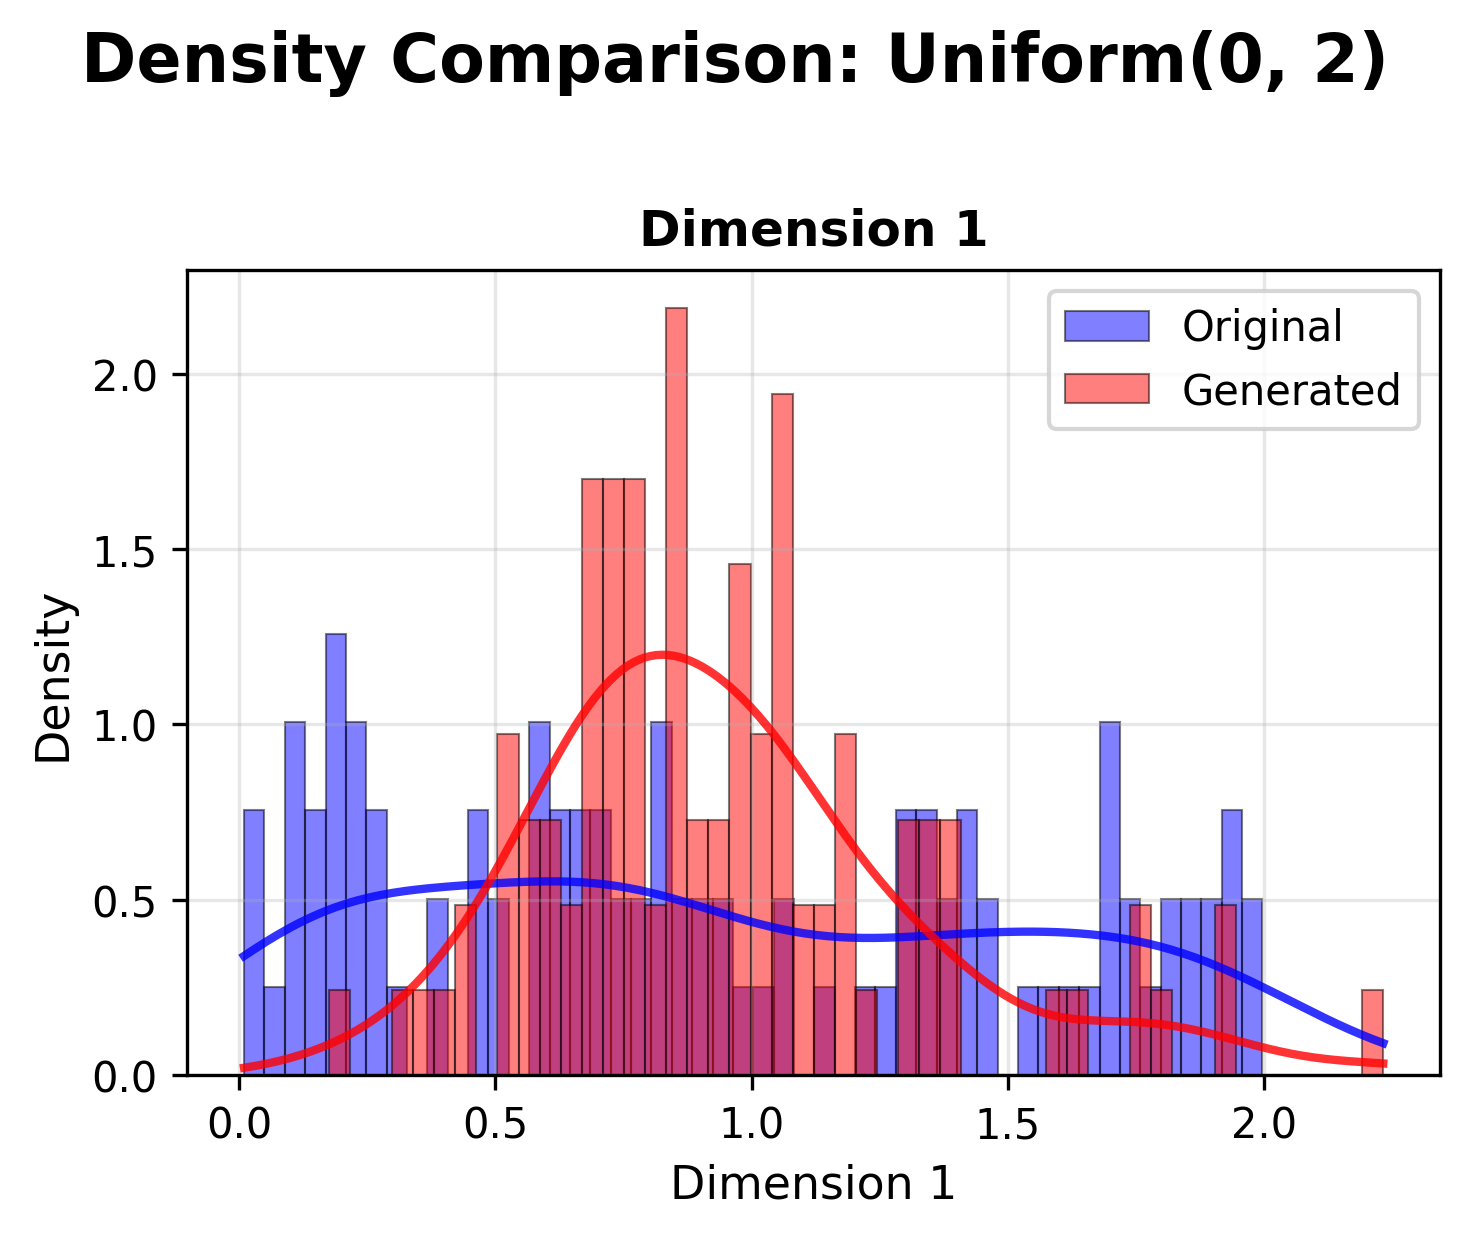 Density Comparison: Uniform(0, 2)
Dimension 1
Original
Generated
Density
2.0
1.5
1.0
0.5
0.0
0.0 0.5 1.0 1.5 2.0
Dimension 1